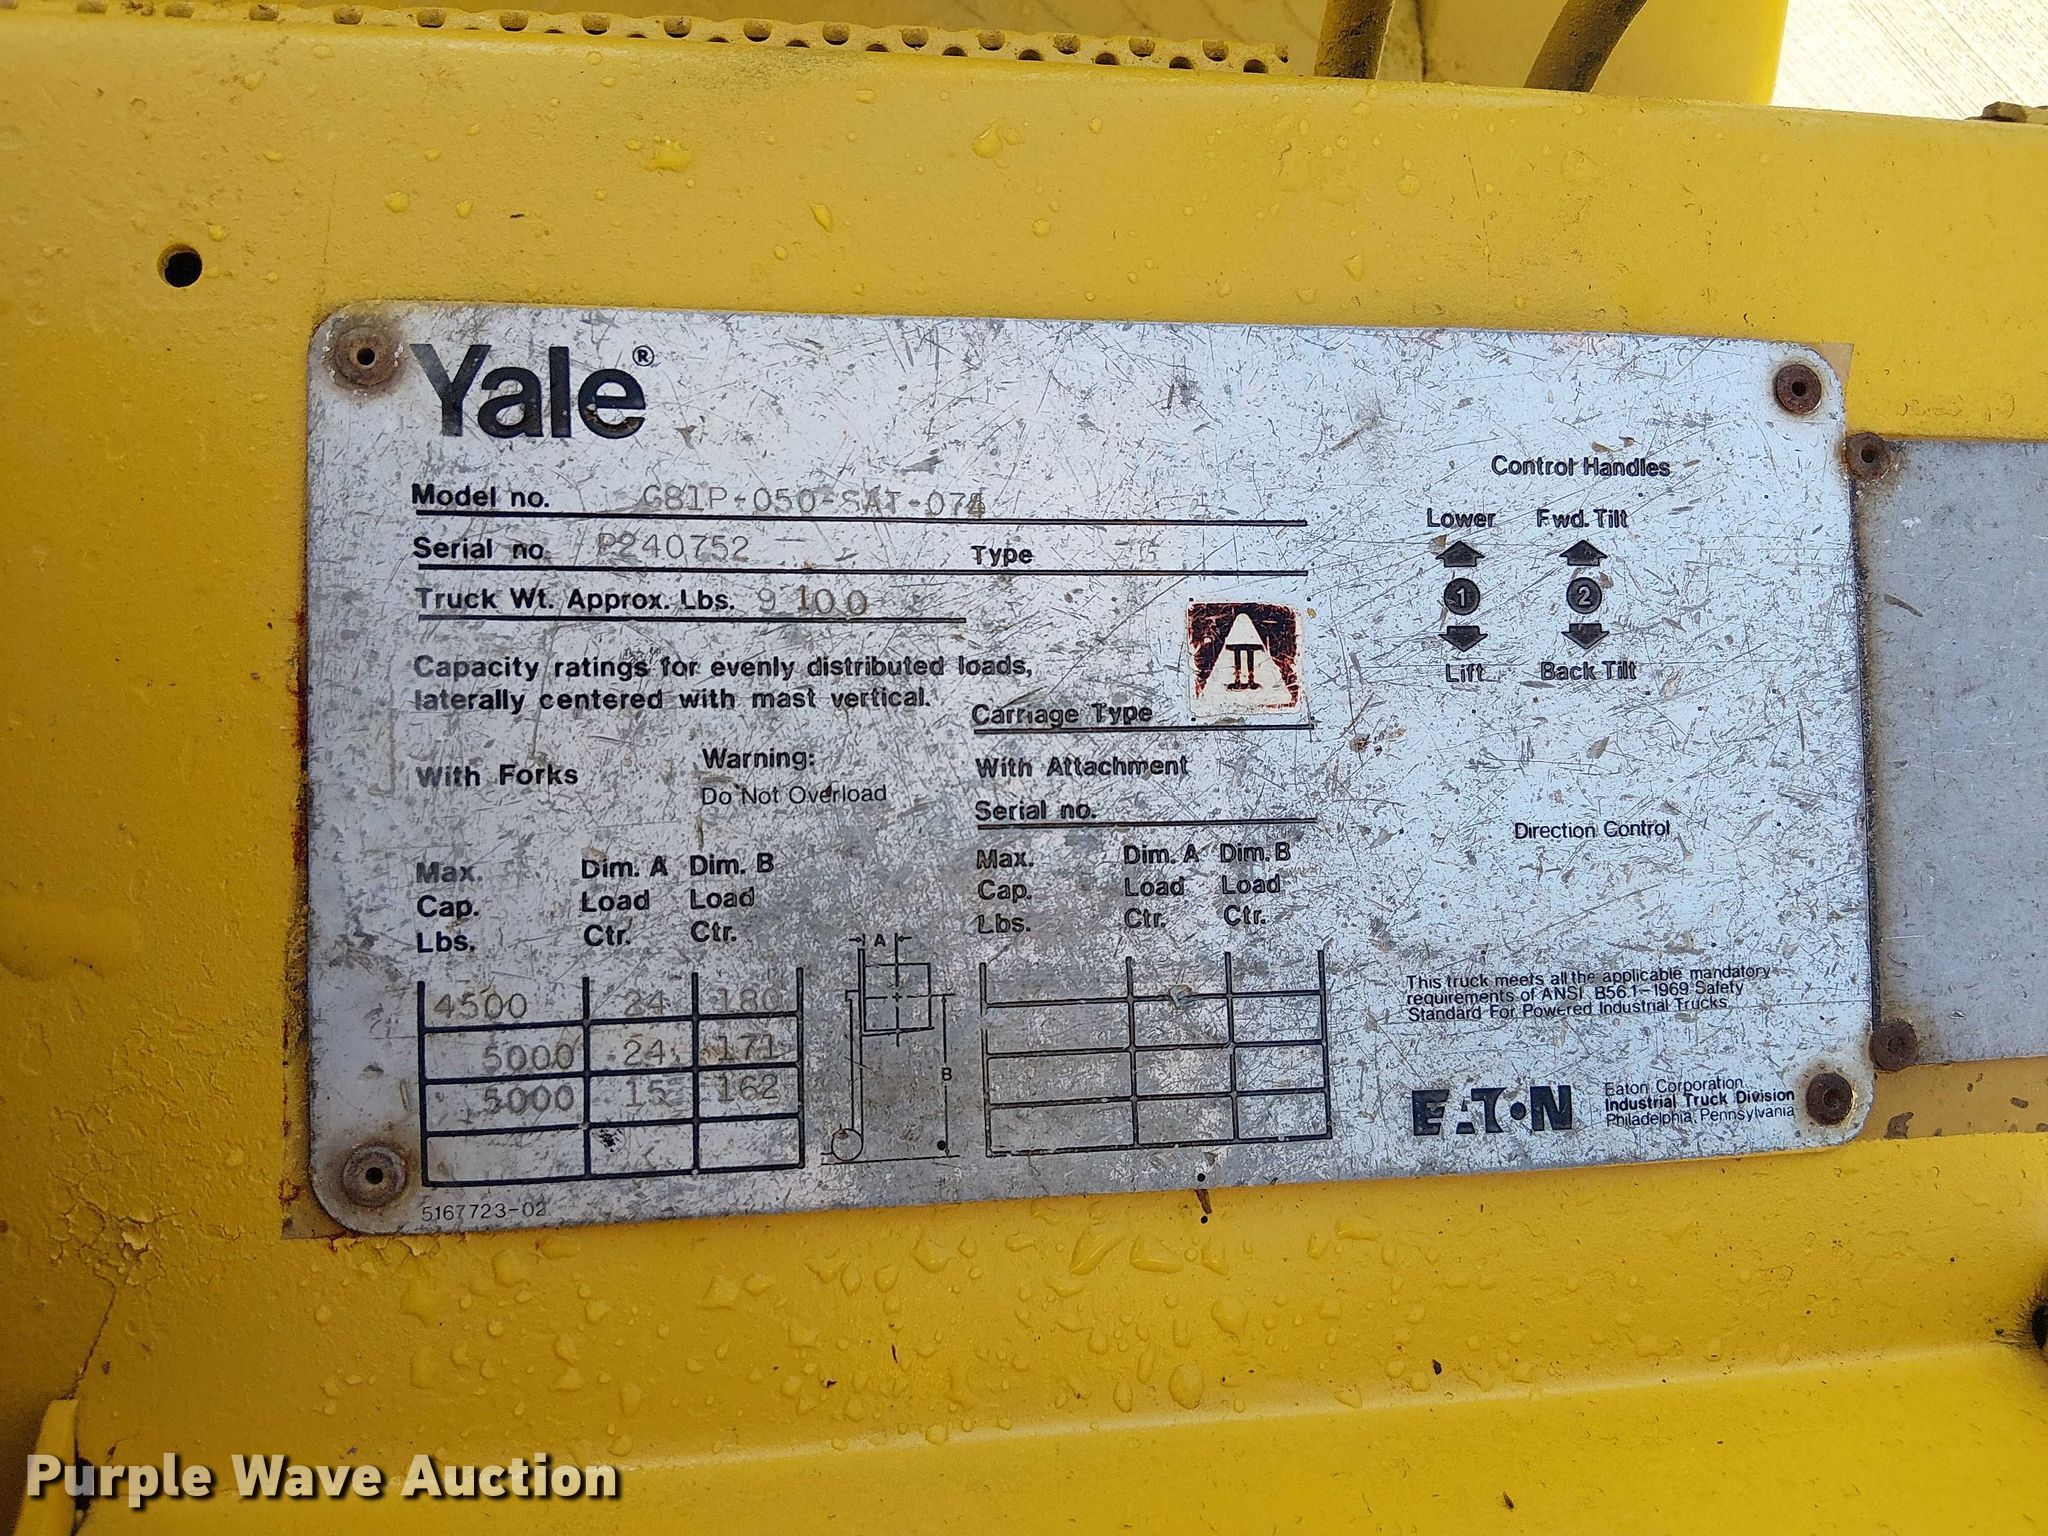 Yale®
Model no. G81P-050-SAT-074
Serial no. P240752 Type G
Truck Wt. Approx. Lbs. 9100
Capacity ratings for evenly distributed loads,
laterally centered with mast vertical.
II
Carriage Type
With Forks
Warning:
Do Not Overload
With Attachment
Serial no.
Max. Dim. A Dim. B
Cap. Load Load
Lbs. Ctr. Ctr.
4500 24 180
5000 24 171
5000 15 162
A
B
Max. Dim. A Dim. B
Cap. Load Load
Lbs. Ctr. Ctr.
5167723-02
Control Handles
Lower Fwd. Tilt
1 2
Lift Back Tilt
Direction Control
This truck meets all the applicable mandatory
requirements of ANSI B56.1-1969 Safety
Standard For Powered Industrial Trucks
EATON
Eaton Corporation
Industrial Truck Division
Philadelphia, Pennsylvania
Purple Wave Auction